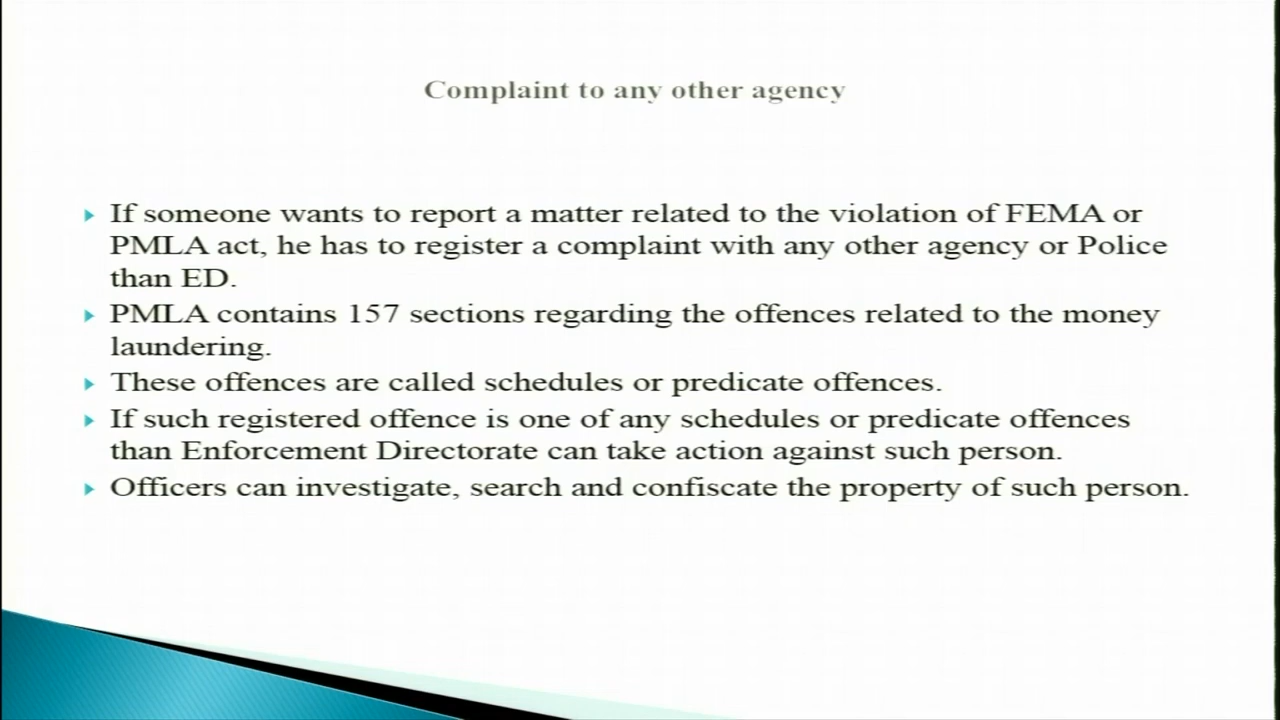 Complaint to any other agency
If someone wants to report a matter related to the violation of FEMA or
PMLA act, he has to register a complaint with any other agency or Police
than ED.
PMLA contains 157 sections regarding the offences related to the money
laundering.
These offences are called schedules or predicate offences.
If such registered offence is one of any schedules or predicate offences
than Enforcement Directorate can take action against such person.
Officers can investigate, search and confiscate the property of such person.